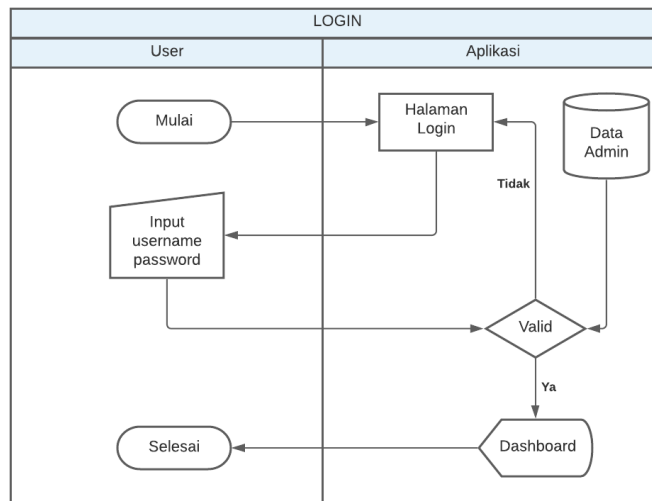 LOGIN
User
Aplikasi
Mulai
Halaman
Login
Data
Admin
Tidak
Input
username
password
Valid
Ya
Selesai
Dashboard